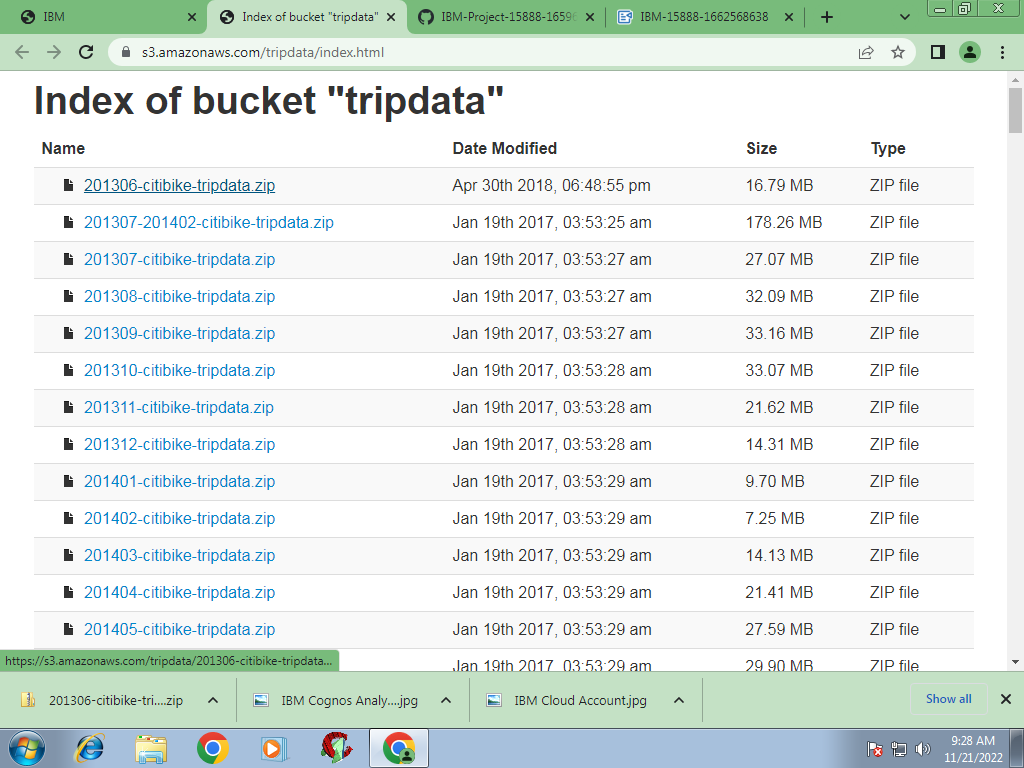 IBM
Index of bucket "tripdata"
IBM-Project-15888-1659
IBM-15888-1662568638
s3.amazonaws.com/tripdata/index.html
Index of bucket "tripdata"
Name Date Modified Size Type
201306-citibike-tripdata.zip Apr 30th 2018, 06:48:55 pm 16.79 MB ZIP file
201307-201402-citibike-tripdata.zip Jan 19th 2017, 03:53:25 am 178.26 MB ZIP file
201307-citibike-tripdata.zip Jan 19th 2017, 03:53:27 am 27.07 MB ZIP file
201308-citibike-tripdata.zip Jan 19th 2017, 03:53:27 am 32.09 MB ZIP file
201309-citibike-tripdata.zip Jan 19th 2017, 03:53:27 am 33.16 MB ZIP file
201310-citibike-tripdata.zip Jan 19th 2017, 03:53:28 am 33.07 MB ZIP file
201311-citibike-tripdata.zip Jan 19th 2017, 03:53:28 am 21.62 MB ZIP file
201312-citibike-tripdata.zip Jan 19th 2017, 03:53:28 am 14.31 MB ZIP file
201401-citibike-tripdata.zip Jan 19th 2017, 03:53:29 am 9.70 MB ZIP file
201402-citibike-tripdata.zip Jan 19th 2017, 03:53:29 am 7.25 MB ZIP file
201403-citibike-tripdata.zip Jan 19th 2017, 03:53:29 am 14.13 MB ZIP file
201404-citibike-tripdata.zip Jan 19th 2017, 03:53:29 am 21.41 MB ZIP file
201405-citibike-tripdata.zip Jan 19th 2017, 03:53:29 am 27.59 MB ZIP file
Jan 19th 2017, 03:53:29 am 29.90 MB ZIP file
https://s3.amazonaws.com/tripdata/201306-citibike-tripdata...
201306-citibike-tri....zip
IBM Cognos Analy....jpg
IBM Cloud Account.jpg
Show all
9:28 AM
11/21/2022